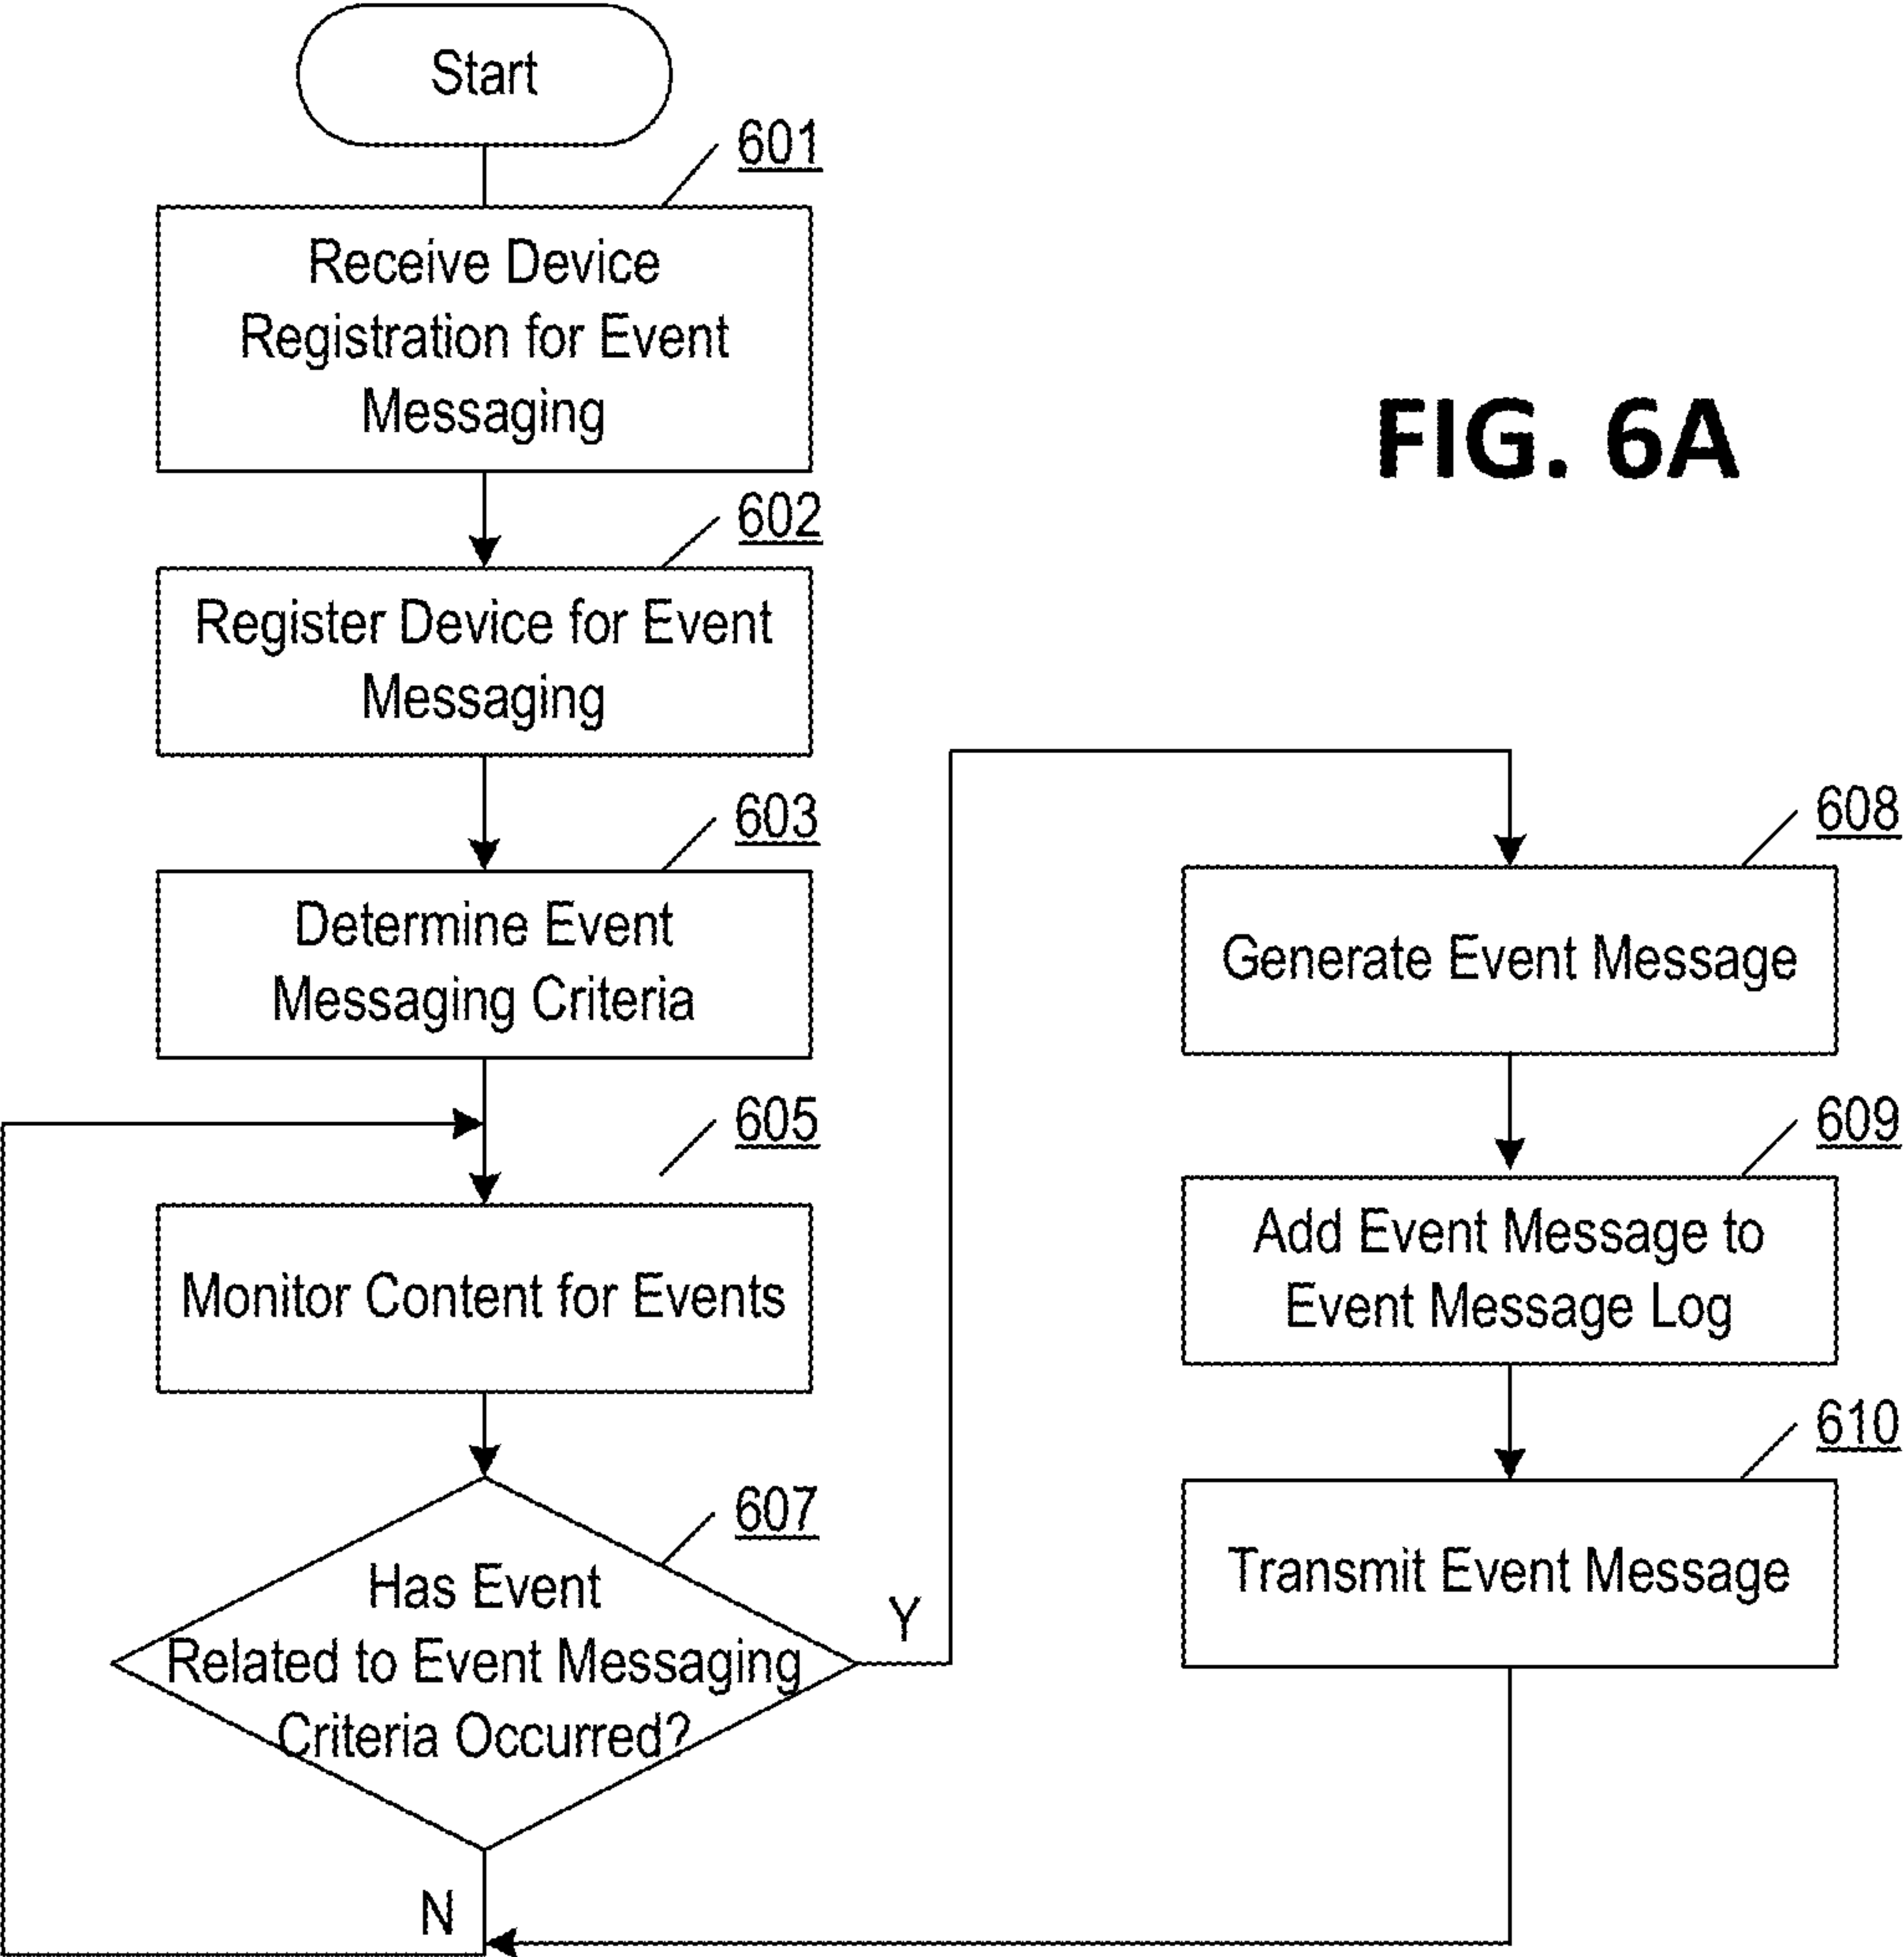 Start
601
Receive Device
Registration for Event
Messaging
FIG. 6A
602
Register Device for Event
Messaging
603
Determine Event
Messaging Criteria
605
Monitor Content for Events
607
Has Event
Related to Event Messaging
Criteria Occurred?
Y
N
608
Generate Event Message
609
Add Event Message to
Event Message Log
610
Transmit Event Message